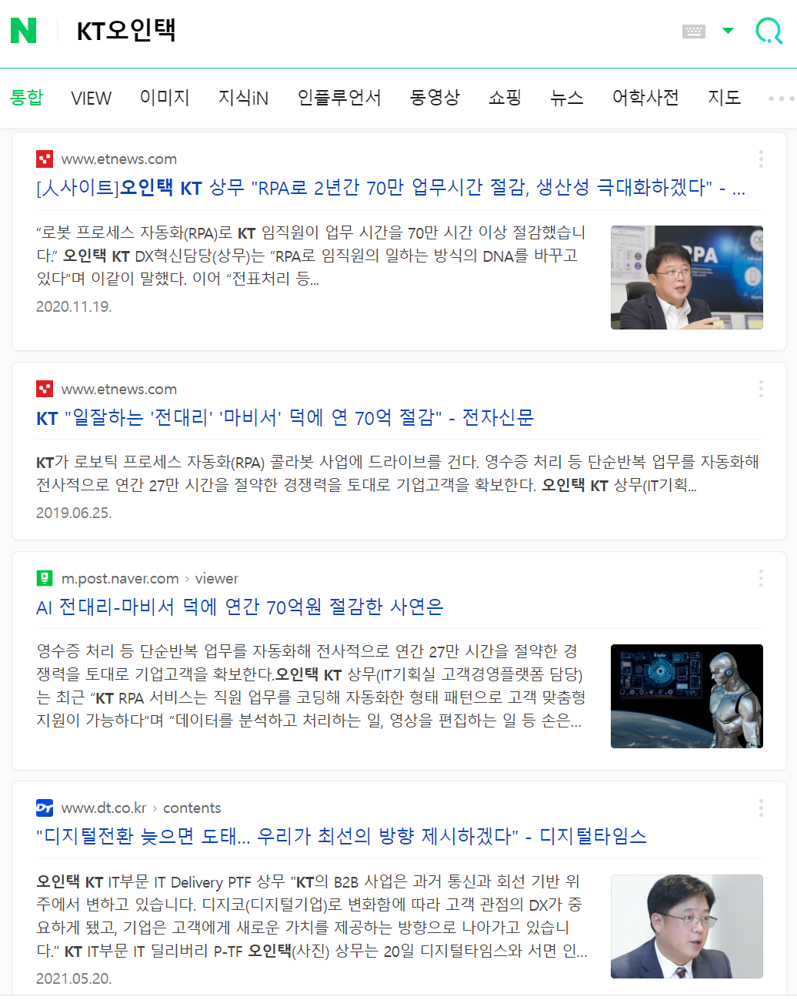 N
KT오인택
통합 VIEW 이미지 지식iN 인플루언서 동영상 쇼핑 뉴스 어학사전 지도
www.etnews.com
[人사이트]오인택 KT 상무 "RPA로 2년간 70만 업무시간 절감, 생산성 극대화하겠다" - ...
“로봇 프로세스 자동화(RPA)로 KT 임직원이 업무 시간을 70만 시간 이상 절감했습니
다.“ 오인택 KT DX혁신담당(상무)는 “RPA로 임직원의 일하는 방식의 DNA를 바꾸고
있다”며 이같이 말했다. 이어 “전표처리 등...
RPA
2020.11.19.
www.etnews.com
KT "일잘하는 '전대리' '마비서' 덕에 연 70억 절감" - 전자신문
KT가 로보틱 프로세스 자동화(RPA) 콜라봇 사업에 드라이브를 건다. 영수증 처리 등 단순반복 업무를 자동화해
전사적으로 연간 27만 시간을 절약한 경쟁력을 토대로 기업고객을 확보한다. 오인택 KT 상무(IT기획...
2019.06.25.
m.post.naver.com › viewer
AI 전대리-마비서 덕에 연간 70억원 절감한 사연은
영수증 처리 등 단순반복 업무를 자동화해 전사적으로 연간 27만 시간을 절약한 경
쟁력을 토대로 기업고객을 확보한다.오인택 KT 상무(IT기획실 고객경영플랫폼 담당)
는 최근 “KT RPA 서비스는 직원 업무를 코딩해 자동화한 형태 패턴으로 고객 맞춤형
지원이 가능하다”며 “데이터를 분석하고 처리하는 일, 영상을 편집하는 일 등 손은...
DT www.dt.co.kr › contents
"디지털전환 늦으면 도태... 우리가 최선의 방향 제시하겠다" - 디지털타임스
오인택 KT IT부문 IT Delivery PTF 상무 "KT의 B2B 사업은 과거 통신과 회선 기반 위
주에서 변하고 있습니다. 디지코(디지털기업)로 변화함에 따라 고객 관점의 DX가 중
요하게 됐고, 기업은 고객에게 새로운 가치를 제공하는 방향으로 나아가고 있습니
다." KT IT부문 IT 딜리버리 P-TF 오인택(사진) 상무는 20일 디지털타임스와 서면 인...
2021.05.20.